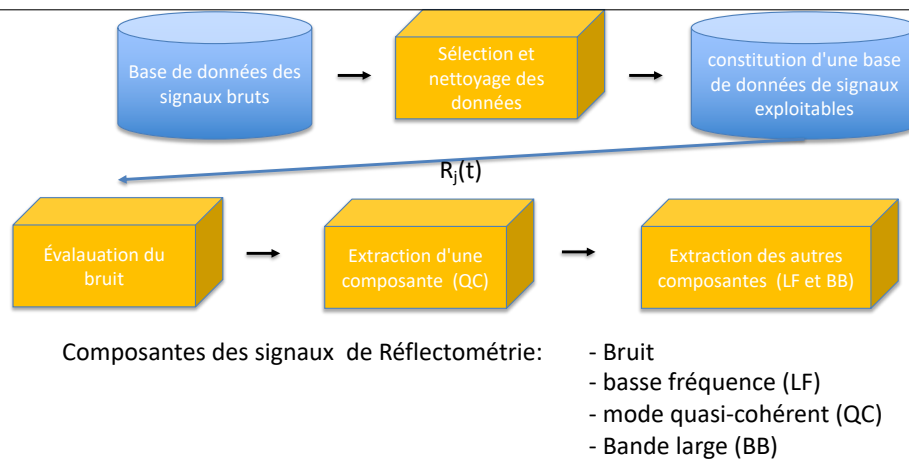 Base de données des
signaux bruts
Sélection et
nettoyage des
données
constitution d'une base
de données de signaux
exploitables
R_j(t)
Évalauation du
bruit
Extraction d'une
composante (QC)
Extraction des autres
composantes (LF et BB)
Composantes des signaux de Réflectométrie:
- Bruit
- basse fréquence (LF)
- mode quasi-cohérent (QC)
- Bande large (BB)